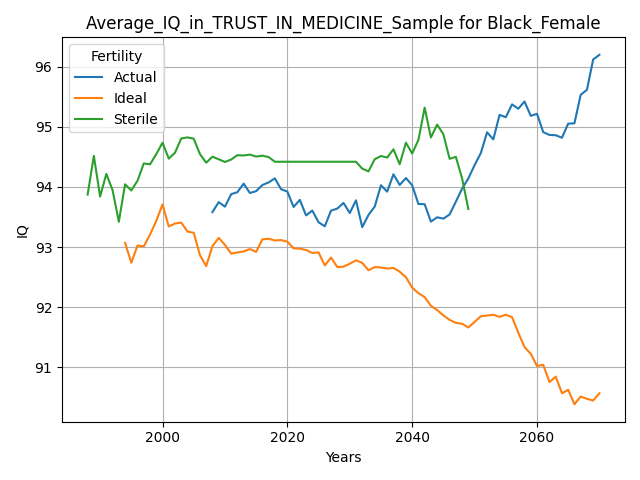 Average_IQ_in_TRUST_IN_MEDICINE_Sample for Black_Female
Fertility
Actual
Ideal
Sterile
IQ
96
95
94
93
92
91
2000
2020
2040
2060
Years